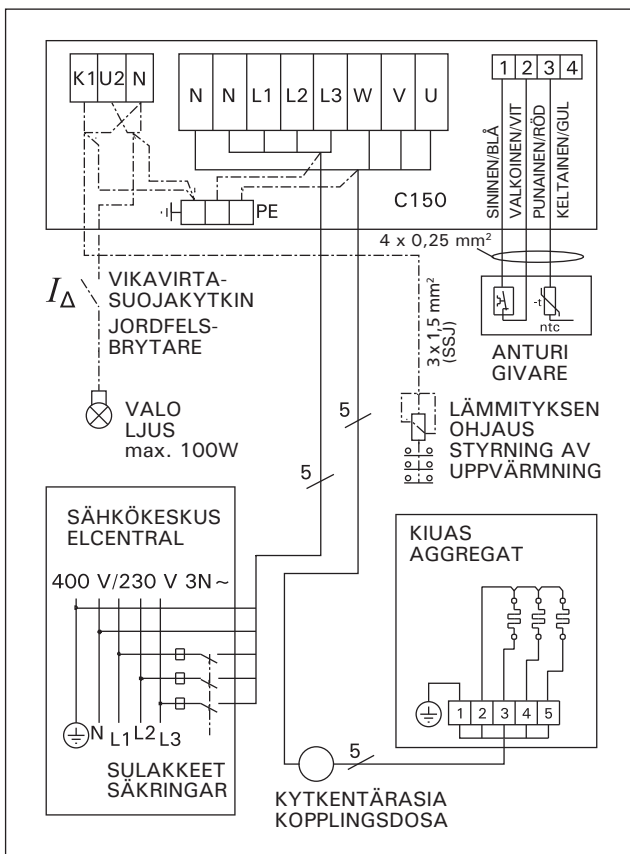 K1 U2 N
N N L1 L2 L3 W V U
1 2 3 4
SININEN/BLÅ
VALKOINEN/VIT
PUNAINEN/RÖD
KELTAINEN/GUL
PE
C150
4 x 0,25 mm²
I∆
VIKAVIRTA-
SUOJAKYTKIN
JORDFELS-
BRYTARE
3 x 1,5 mm²
(SSJ)
-t
ntc
ANTURI
GIVARE
VALO
LJUS
max. 100W
5
5
LÄMMITYKSEN
OHJAUS
STYRNING AV
UPPVÄRMNING
SÄHKÖKESKUS
ELCENTRAL
400 V/230 V 3N~
N L1 L2 L3
SULAKKEET
SÄKRINGAR
KIUAS
AGGREGAT
1 2 3 4 5
5
KYTKENTÄRASIA
KOPPLINGSDOSA